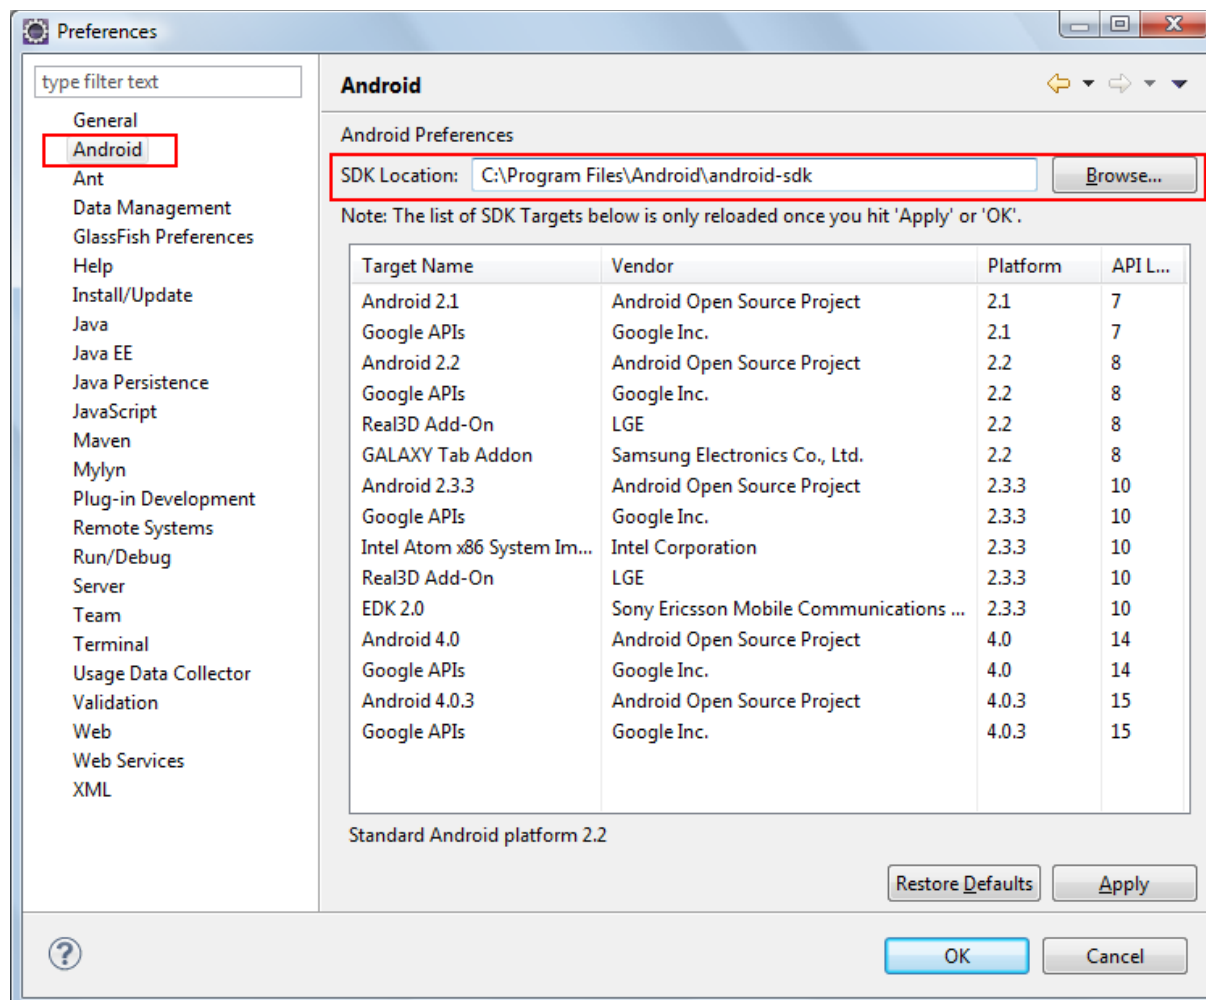 Preferences
type filter text
General
Android
Ant
Data Management
GlassFish Preferences
Help
Install/Update
Java
Java EE
Java Persistence
JavaScript
Maven
Mylyn
Plug-in Development
Remote Systems
Run/Debug
Server
Team
Terminal
Usage Data Collector
Validation
Web
Web Services
XML
Android
Android Preferences
SDK Location: C:\Program Files\Android\android-sdk Browse...
Note: The list of SDK Targets below is only reloaded once you hit 'Apply' or 'OK'.
Target Name Vendor Platform API L...
Android 2.1 Android Open Source Project 2.1 7
Google APIs Google Inc. 2.1 7
Android 2.2 Android Open Source Project 2.2 8
Google APIs Google Inc. 2.2 8
Real3D Add-On LGE 2.2 8
GALAXY Tab Addon Samsung Electronics Co., Ltd. 2.2 8
Android 2.3.3 Android Open Source Project 2.3.3 10
Google APIs Google Inc. 2.3.3 10
Intel Atom x86 System Im... Intel Corporation 2.3.3 10
Real3D Add-On LGE 2.3.3 10
EDK 2.0 Sony Ericsson Mobile Communications ... 2.3.3 10
Android 4.0 Android Open Source Project 4.0 14
Google APIs Google Inc. 4.0 14
Android 4.0.3 Android Open Source Project 4.0.3 15
Google APIs Google Inc. 4.0.3 15
Standard Android platform 2.2
Restore Defaults Apply
? OK Cancel